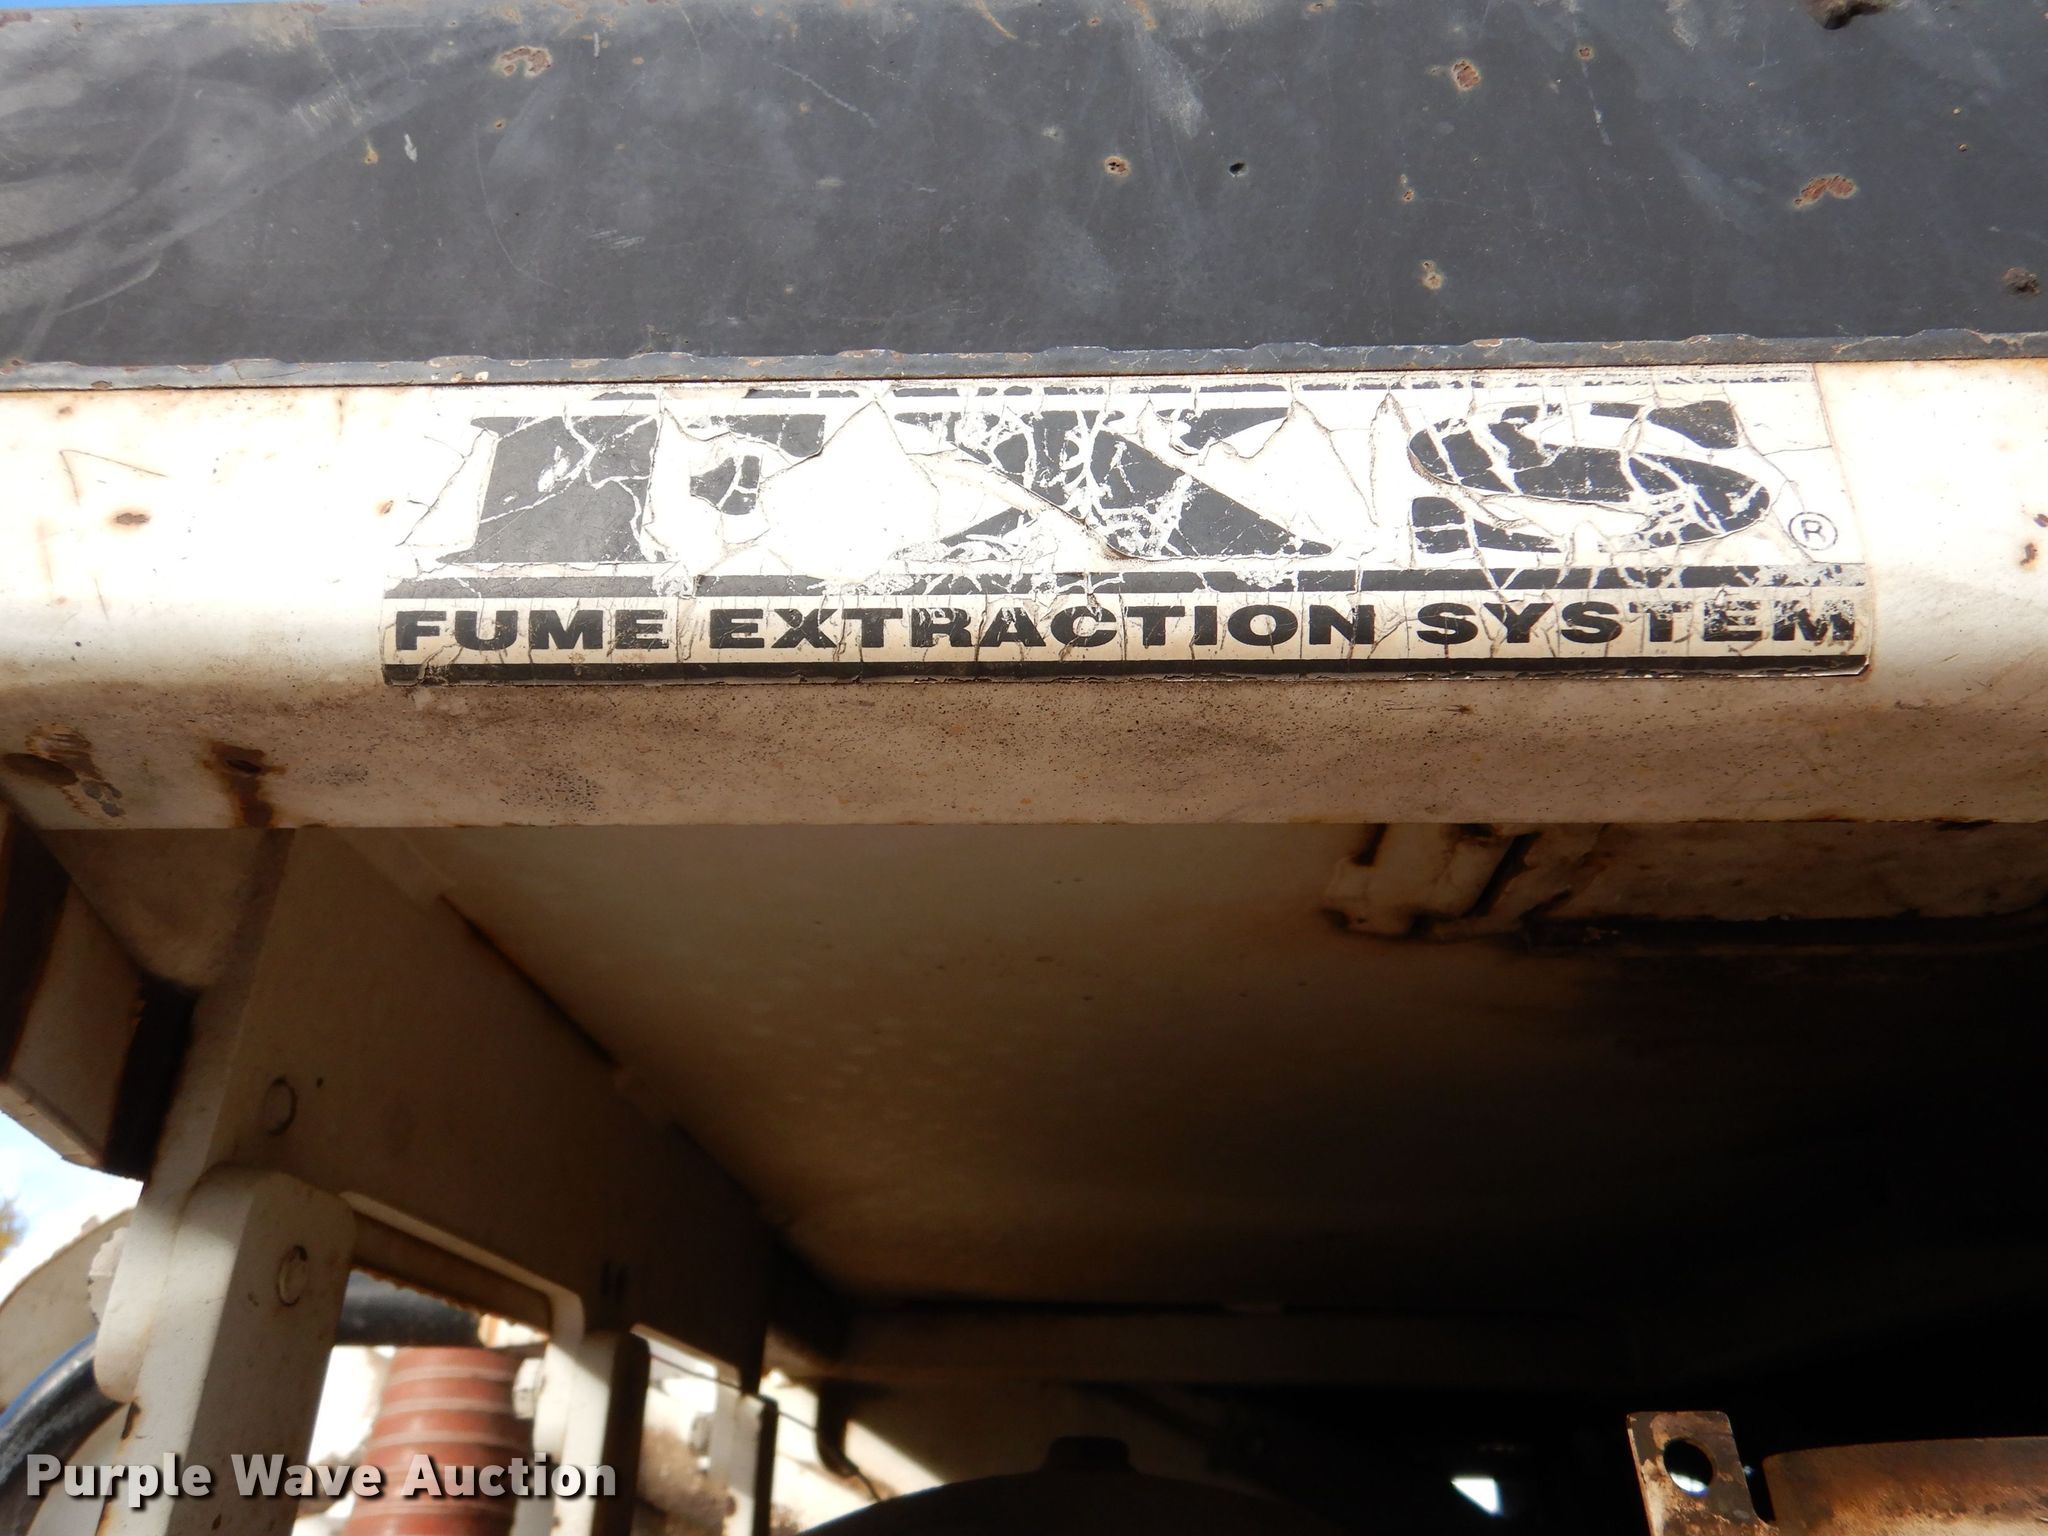 FXS
®
FUME EXTRACTION SYSTEM
Purple Wave Auction